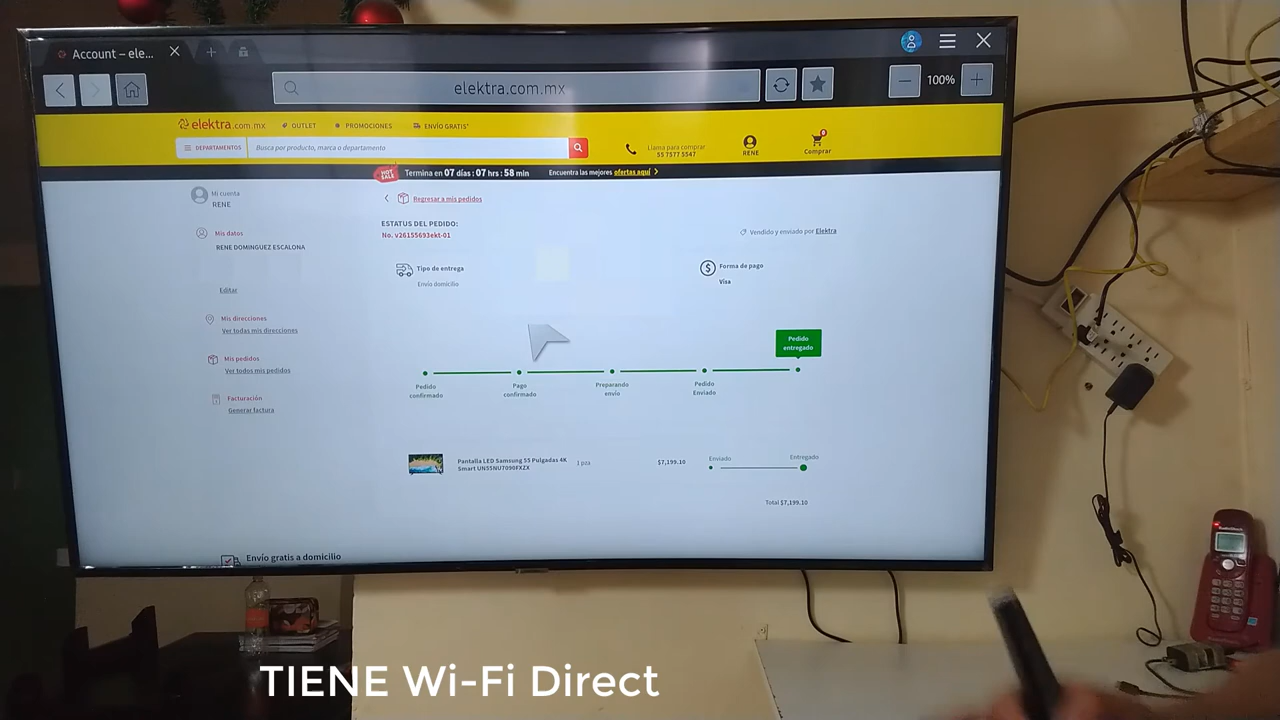 Account – ele...
100%
elektra.com.mx
elektra.com.mx
OUTLET
PROMOCIONES
ENVÍO GRATIS*
DEPARTAMENTOS
Busca por producto, marca o departamento
Llama para comprar
55 7577 5547
RENE
0
Comprar
HOT SALE
Termina en 07 días : 07 hrs : 58 min
Encuentra las mejores ofertas aquí
Mi cuenta
RENE
Mis datos
RENE DOMINGUEZ ESCALONA
Editar
Mis direcciones
Ver todas mis direcciones
Mis pedidos
Ver todos mis pedidos
Facturación
Generar factura
Regresar a mis pedidos
ESTATUS DEL PEDIDO:
No. v26155693ekt-01
Vendido y enviado por Elektra
Tipo de entrega
Envío domicilio
Forma de pago
Visa
Pedido
entregado
Pedido
confirmado
Pago
confirmado
Preparando
envío
Pedido
Enviado
Pantalla LED Samsung 55 Pulgadas 4K
Smart UN55NU7090FXZX
1 pza
$7,199.10
Enviado
Entregado
Total $7,199.10
Envío gratis a domicilio
TIENE Wi-Fi Direct